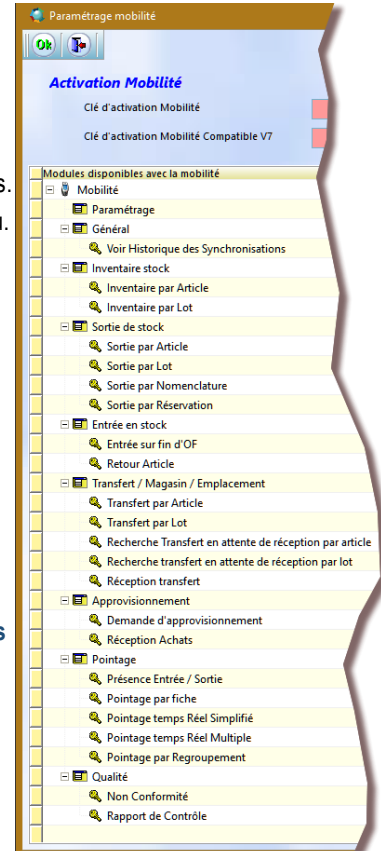 Paramétrage mobilité
Ok
Activation Mobilité
Clé d'activation Mobilité
Clé d'activation Mobilité Compatible V7
s.
Modules disponibles avec la mobilité
Mobilité
Paramétrage
Général
Voir Historique des Synchronisations
Inventaire stock
Inventaire par Article
Inventaire par Lot
Sortie de stock
Sortie par Article
Sortie par Lot
Sortie par Nomenclature
Sortie par Réservation
Entrée en stock
Entrée sur fin d'OF
Retour Article
Transfert / Magasin / Emplacement
Transfert par Article
Transfert par Lot
Recherche Transfert en attente de réception par article
Recherche transfert en attente de réception par lot
Réception transfert
Approvisionnement
s
Demande d'approvisionnement
Réception Achats
Pointage
Présence Entrée / Sortie
Pointage par fiche
Pointage temps Réel Simplifié
Pointage temps Réel Multiple
Pointage par Regroupement
Qualité
Non Conformité
Rapport de Contrôle